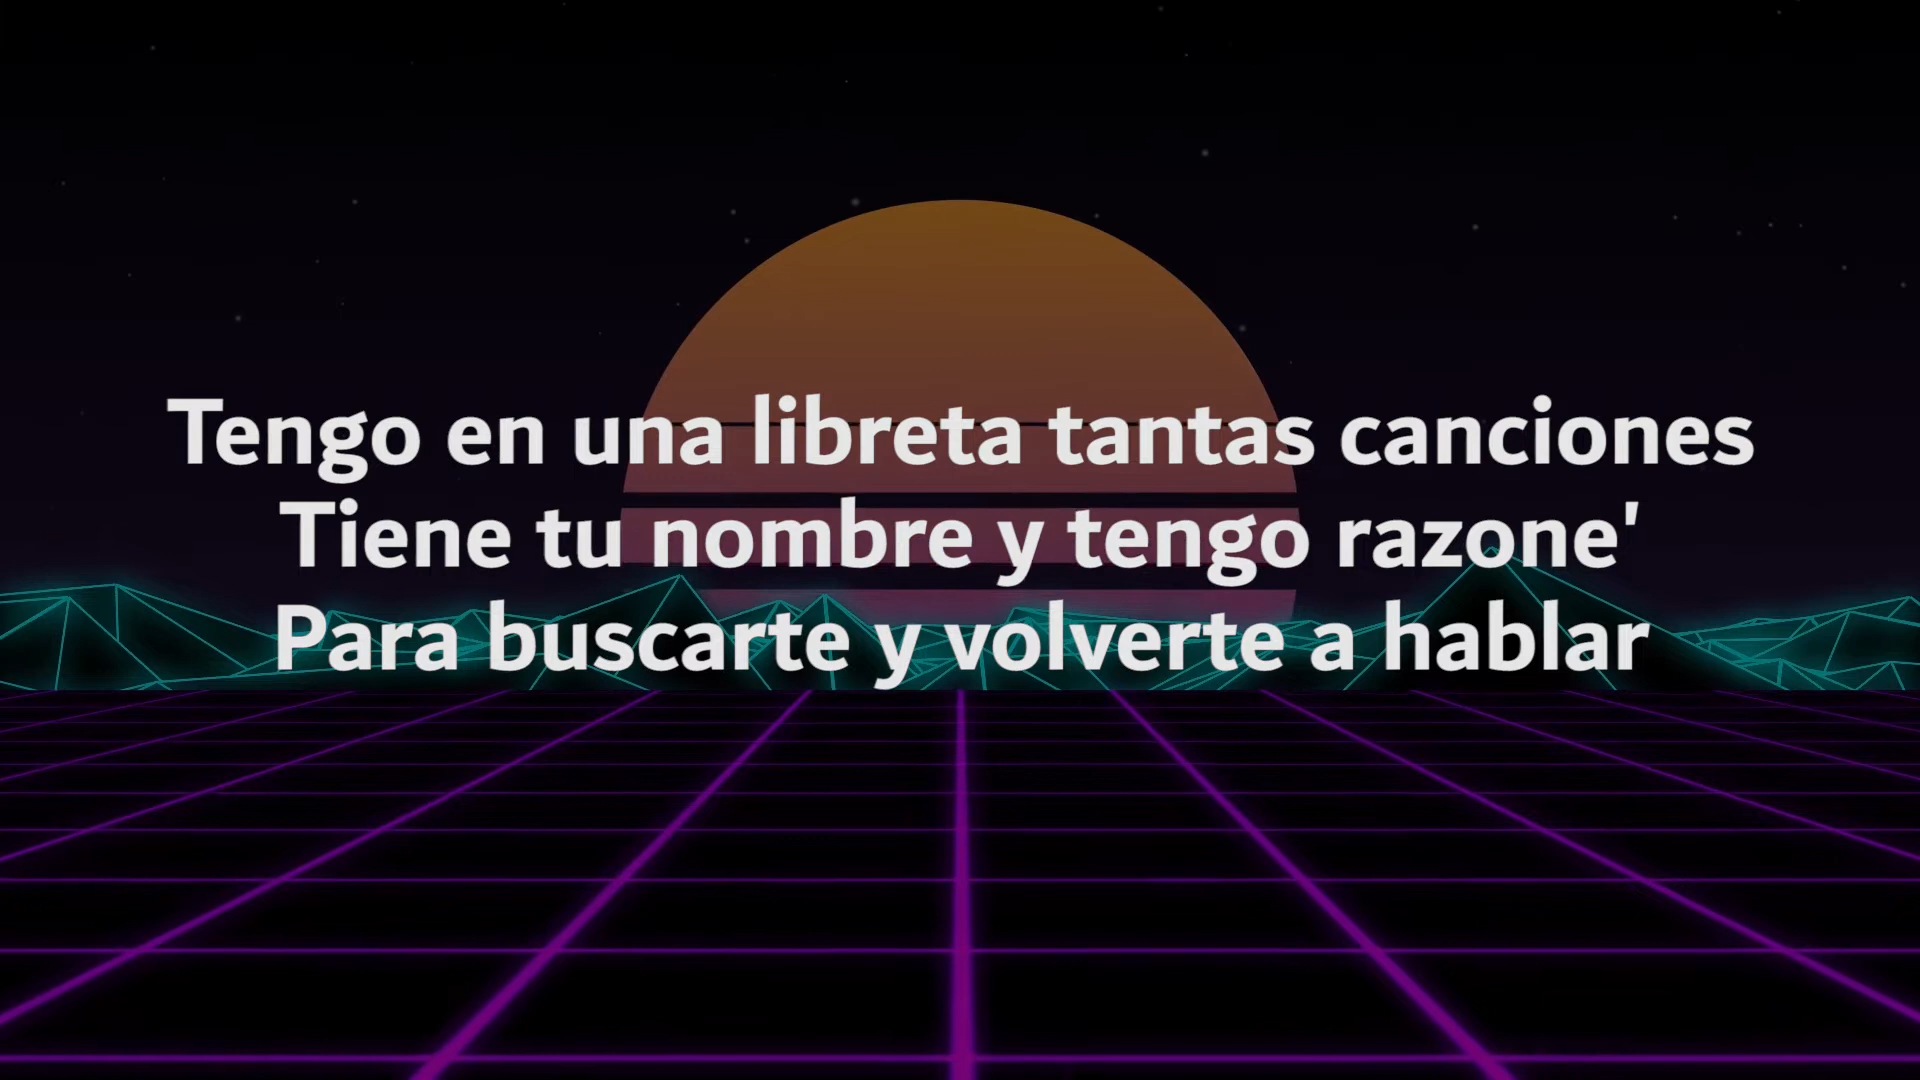 Tengo en una libreta tantas canciones
Tiene tu nombre y tengo razone'
Para buscarte y volverte a hablar